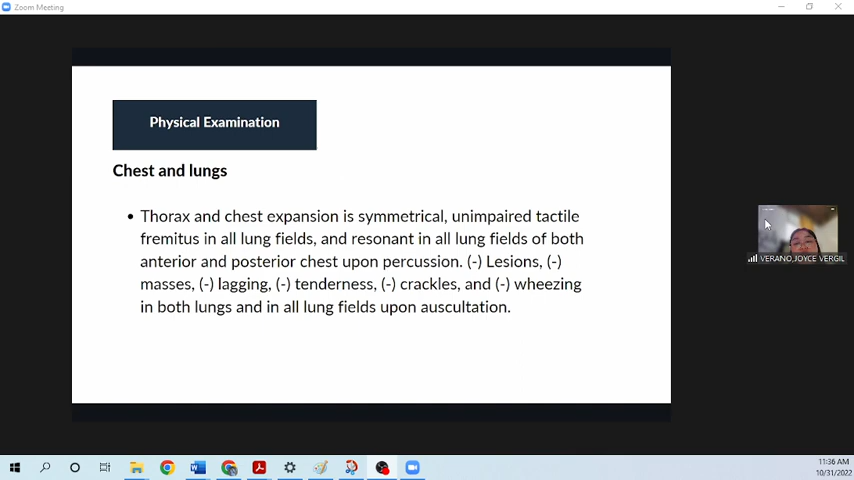 Zoom Meeting
Physical Examination
Chest and lungs
• Thorax and chest expansion is symmetrical, unimpaired tactile
fremitus in all lung fields, and resonant in all lung fields of both
anterior and posterior chest upon percussion. (-) Lesions, (-)
masses, (-) lagging, (-) tenderness, (-) crackles, and (-) wheezing
in both lungs and in all lung fields upon auscultation.
VERANO,JOYCE VERGIL
11:36 AM
10/31/2022